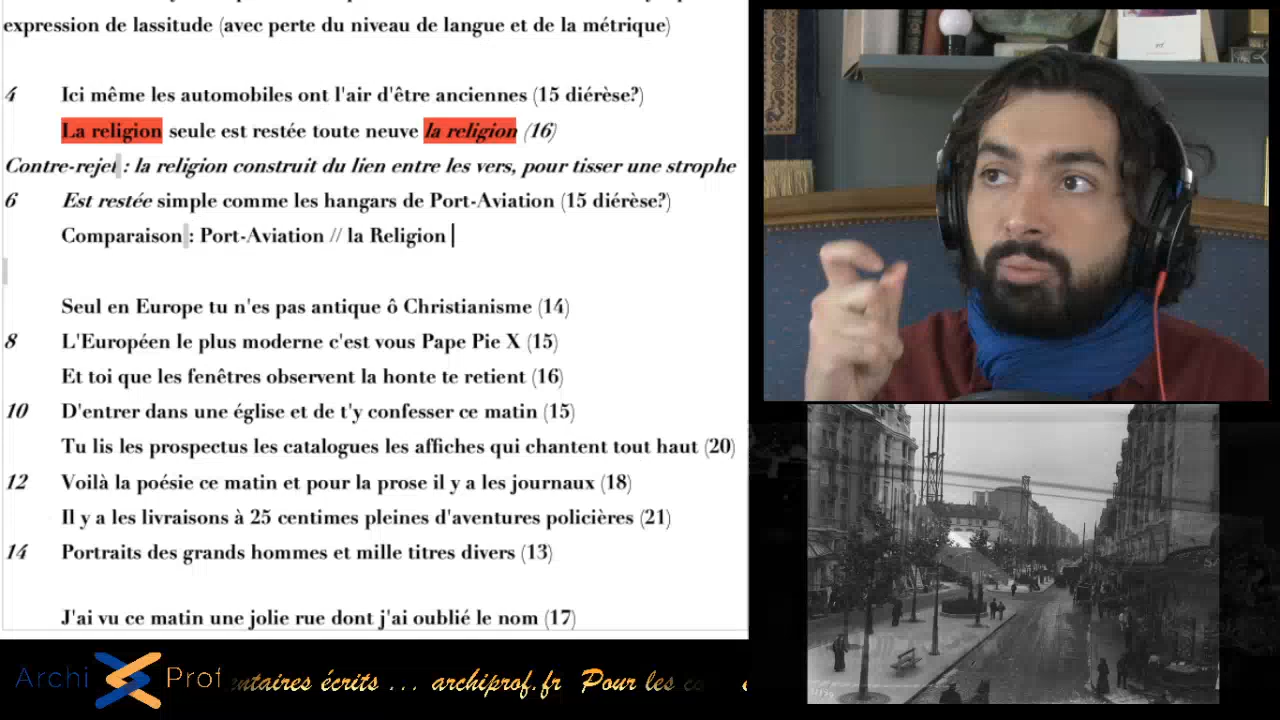 expression de lassitude (avec perte du niveau de langue et de la métrique)
4 Ici même les automobiles ont l'air d'être anciennes (15 diérèse?)
La religion seule est restée toute neuve la religion (16)
Contre-rejet : la religion construit du lien entre les vers, pour tisser une strophe
6 Est restée simple comme les hangars de Port-Aviation (15 diérèse?)
Comparaison : Port-Aviation // la Religion
Seul en Europe tu n'es pas antique ô Christianisme (14)
8 L'Européen le plus moderne c'est vous Pape Pie X (15)
Et toi que les fenêtres observent la honte te retient (16)
10 D'entrer dans une église et de t'y confesser ce matin (15)
Tu lis les prospectus les catalogues les affiches qui chantent tout haut (20)
12 Voilà la poésie ce matin et pour la prose il y a les journaux (18)
Il y a les livraisons à 25 centimes pleines d'aventures policières (21)
14 Portraits des grands hommes et mille titres divers (13)
J'ai vu ce matin une jolie rue dont j'ai oublié le nom (17)
Archi Prof
entaires écrits ... archiprof.fr Pour les co